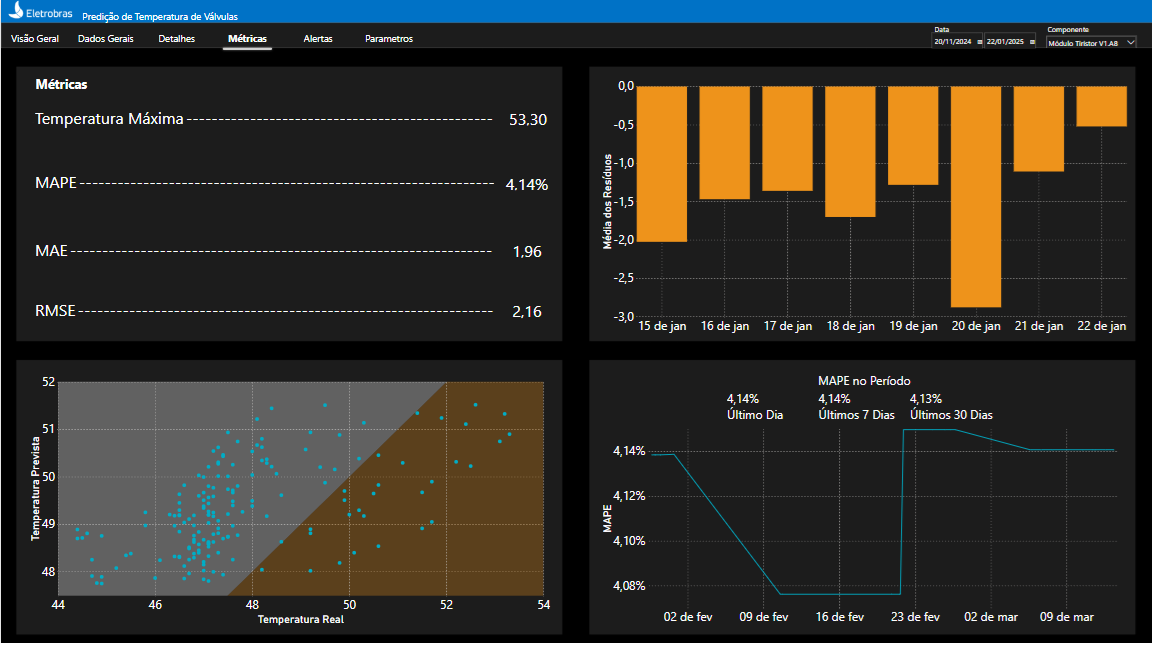 Eletrobras
Predição de Temperatura de Válvulas
Visão Geral
Dados Gerais
Detalhes
Métricas
Alertas
Parametros
Data
20/11/2024
22/01/2025
Componente
Módulo Tiristor V1.A8
Métricas
Temperatura Máxima 53,30
MAPE 4.14%
MAE 1,96
RMSE 2,16
Média dos Resíduos
0,0
-0,5
-1,0
-1,5
-2,0
-2,5
-3,0
15 de jan
16 de jan
17 de jan
18 de jan
19 de jan
20 de jan
21 de jan
22 de jan
Temperatura Prevista
52
51
50
49
48
44
46
48
50
52
54
Temperatura Real
MAPE no Período
4,14%
4,14%
4,13%
Último Dia
Últimos 7 Dias
Últimos 30 Dias
MAPE
4,14%
4,12%
4,10%
4,08%
02 de fev
09 de fev
16 de fev
23 de fev
02 de mar
09 de mar